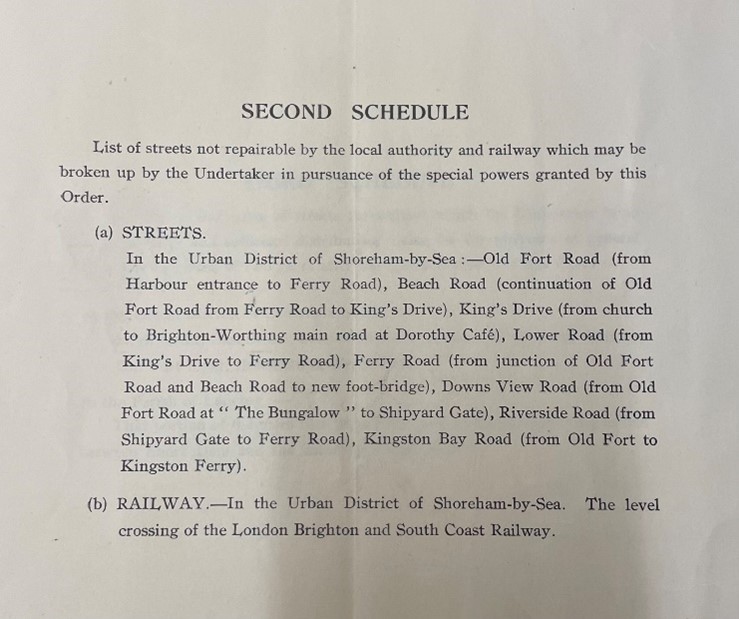 SECOND SCHEDULE
List of streets not repairable by the local authority and railway which may be
broken up by the Undertaker in pursuance of the special powers granted by this
Order.
(a) STREETS.
In the Urban District of Shoreham-by-Sea :—Old Fort Road (from
Harbour entrance to Ferry Road), Beach Road (continuation of Old
Fort Road from Ferry Road to King's Drive), King's Drive (from church
to Brighton-Worthing main road at Dorothy Café), Lower Road (from
King's Drive to Ferry Road), Ferry Road (from junction of Old Fort
Road and Beach Road to new foot-bridge), Downs View Road (from Old
Fort Road at “ The Bungalow ” to Shipyard Gate), Riverside Road (from
Shipyard Gate to Ferry Road), Kingston Bay Road (from Old Fort to
Kingston Ferry).
(b) RAILWAY.—In the Urban District of Shoreham-by-Sea. The level
crossing of the London Brighton and South Coast Railway.